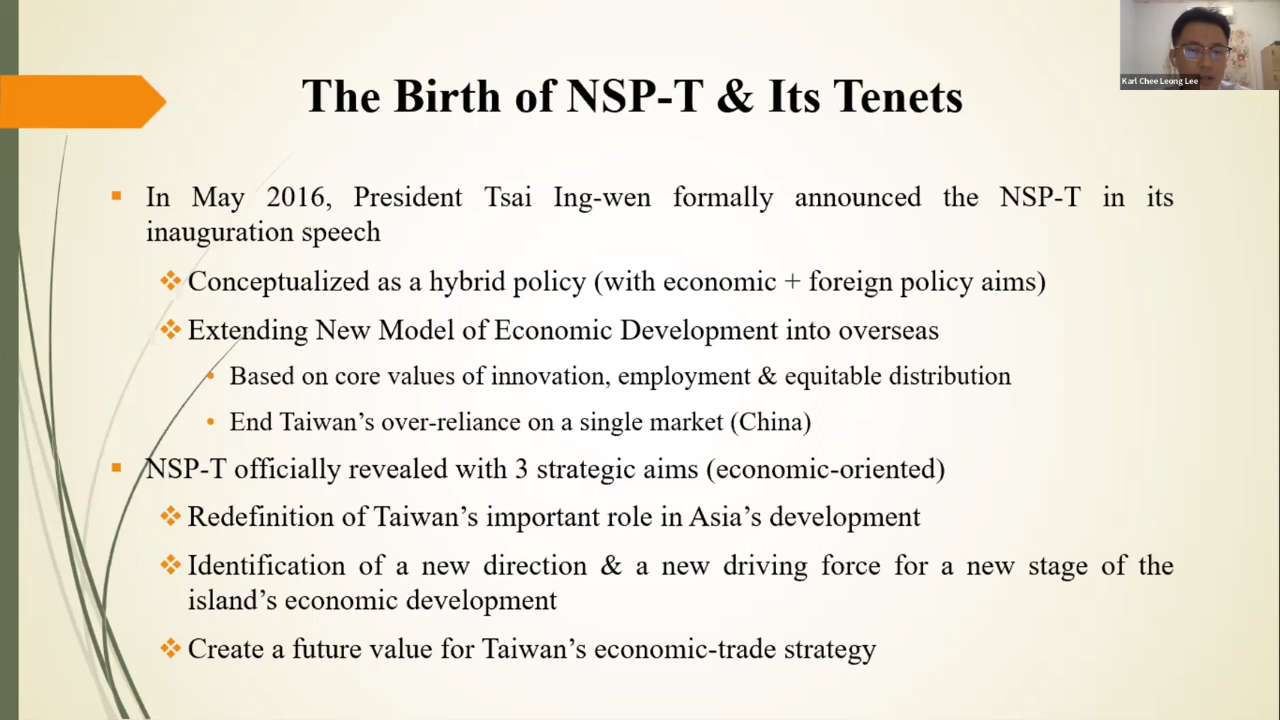 Karl Chee Leong Lee
The Birth of NSP-T & Its Tenets
In May 2016, President Tsai Ing-wen formally announced the NSP-T in its
inauguration speech
Conceptualized as a hybrid policy (with economic + foreign policy aims)
Extending New Model of Economic Development into overseas
Based on core values of innovation, employment & equitable distribution
End Taiwan's over-reliance on a single market (China)
NSP-T officially revealed with 3 strategic aims (economic-oriented)
Redefinition of Taiwan's important role in Asia's development
Identification of a new direction & a new driving force for a new stage of the
island's economic development
Create a future value for Taiwan's economic-trade strategy